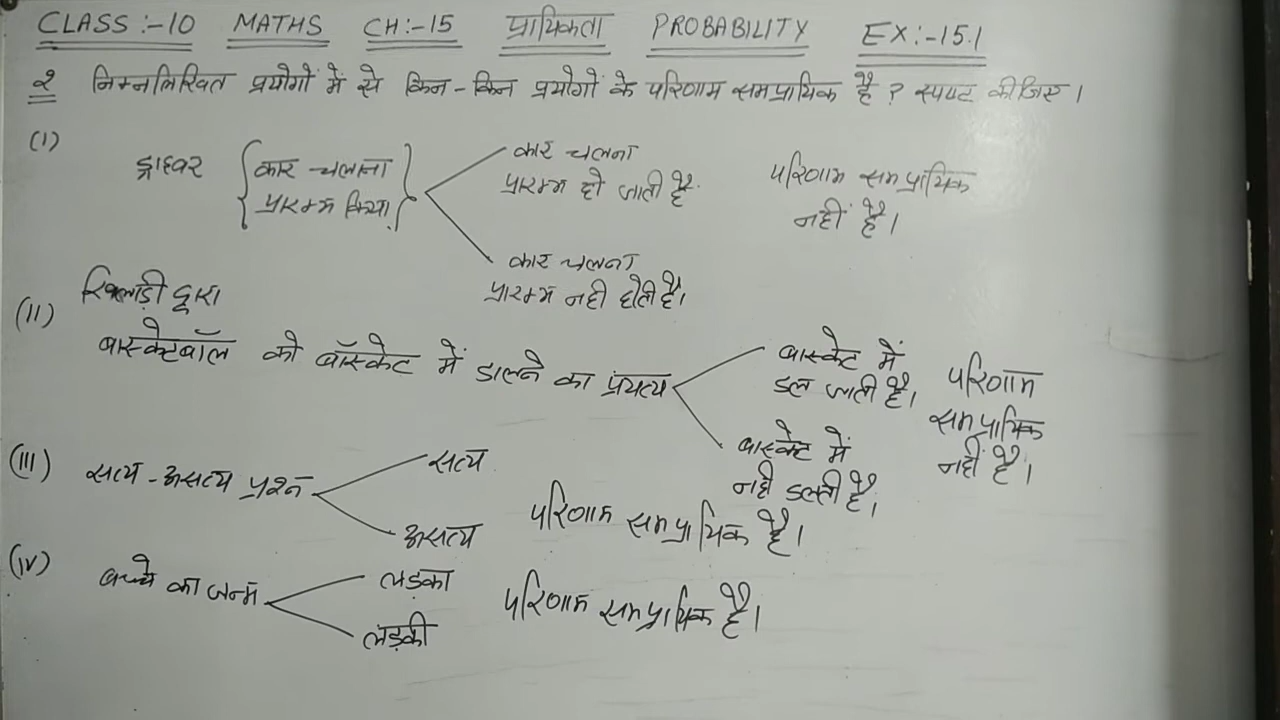 CLASS :- 10 MATHS CH:-15 प्रायिकता PROBABILITY EX:-15.1
२ निम्नलिखित प्रयोगों में से किन-किन प्रयोगों के परिणाम समप्रायिक है ? स्पष्ट कीजिए ।
(I)
ड्राइवर कार चलाना
प्रारम्भ किया
कार चलना
प्रारम्भ हो जाती है
कार चलना
प्रारम्भ नही होती है।
परिणाम समप्रायिक
नहीं है।
(II) खिलाड़ी द्वारा
बास्केटबॉल को बॉस्केट में डालने का प्रयत्य
बास्केट में
डल जाती है।
बास्केट में
नही डलती है।
परिणाम
समप्रायिक
नहीं है।
(III) सत्य-असत्य प्रश्न
सत्य
असत्य
परिणाम समप्रायिक है।
(IV) बच्चे का जन्म
लड़का
लड़की
परिणाम समप्रायिक है।